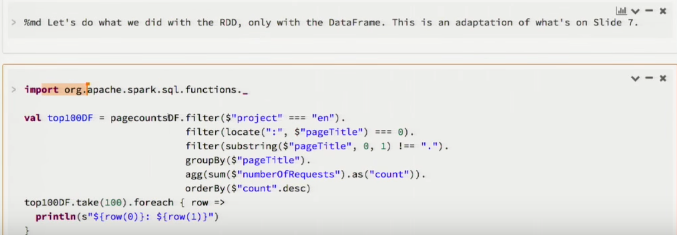 > %md Let's do what we did with the RDD, only with the DataFrame. This is an adaptation of what's on Slide 7.
> import org.apache.spark.sql.functions._
val top100DF = pagecountsDF.filter($"project" === "en").
filter(locate(":", $"pageTitle") === 0).
filter(substring($"pageTitle", 0, 1) !== ".").
groupBy($"pageTitle").
agg(sum($"numberOfRequests").as("count")).
orderBy($"count".desc)
top100DF.take(100).foreach { row =>
println(s"${row(0)}: ${row(1)}")
}